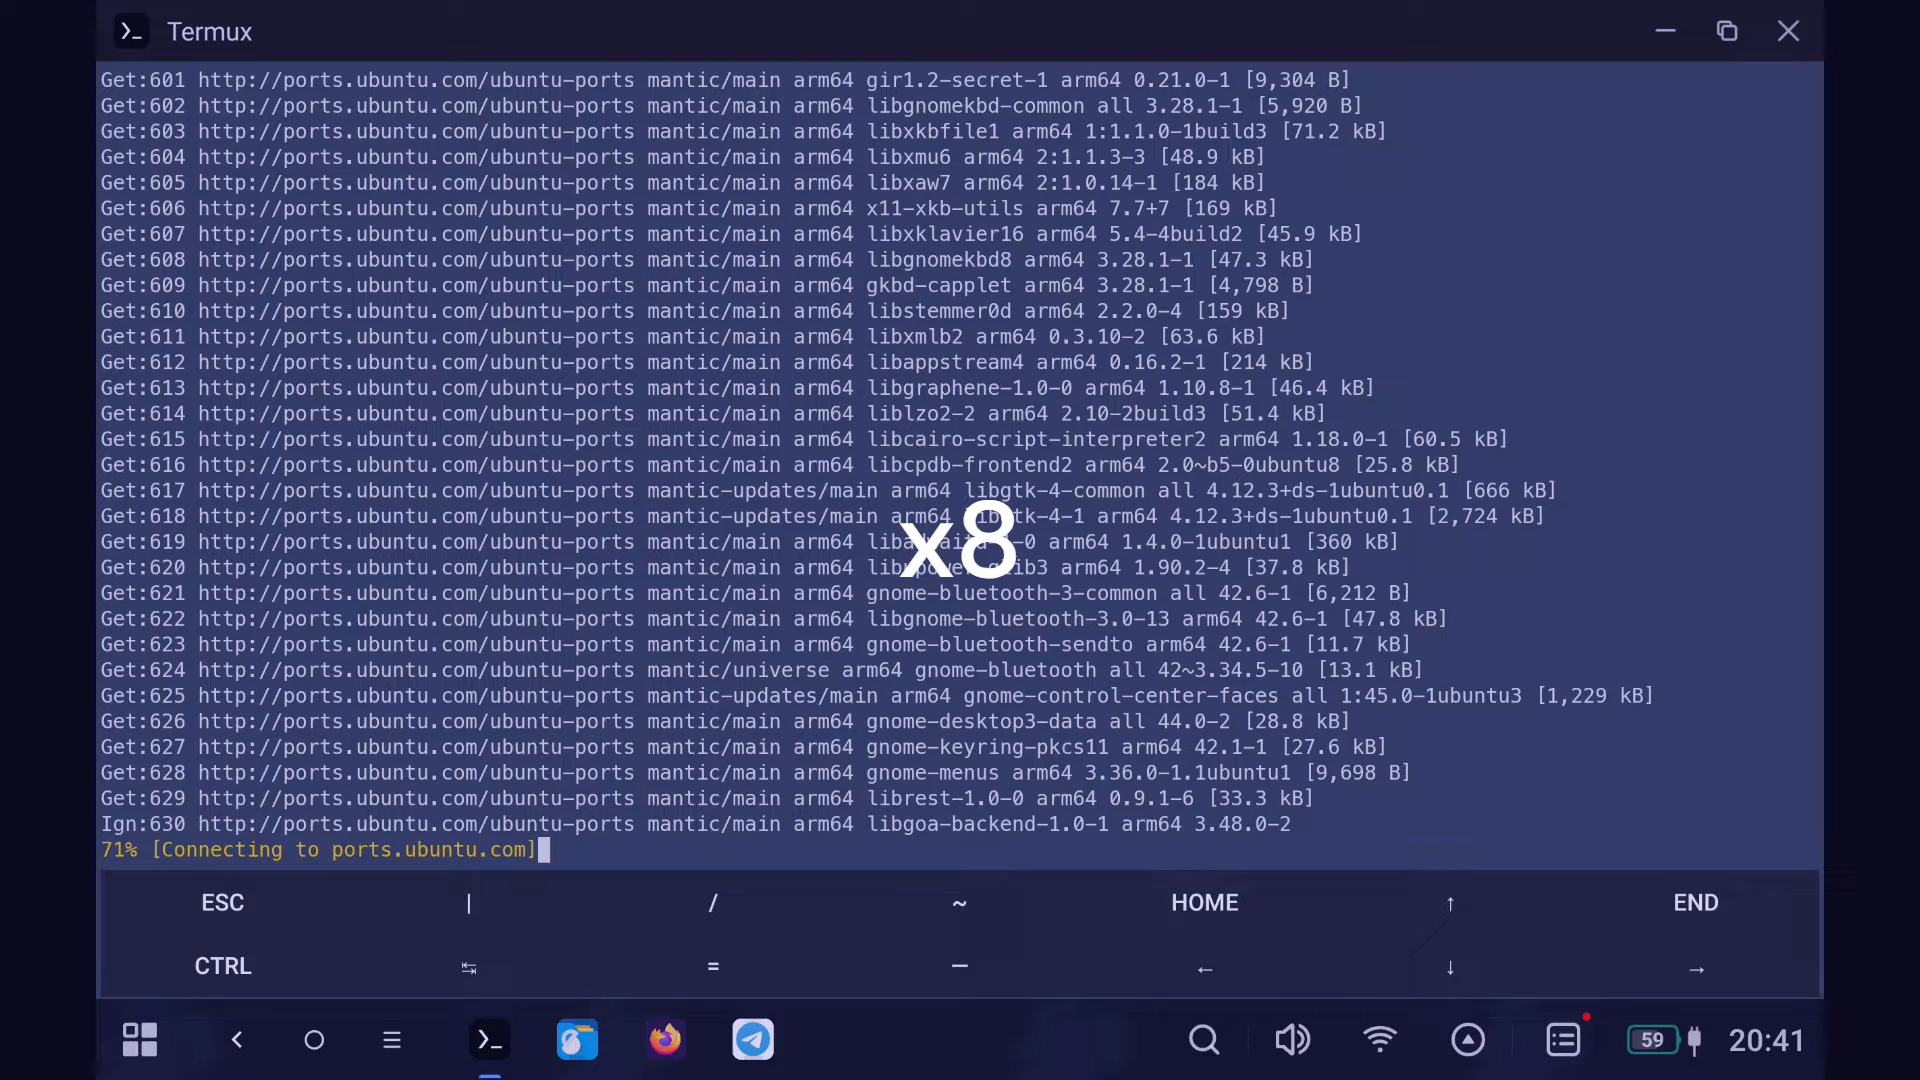 Termux
Get:601 http://ports.ubuntu.com/ubuntu-ports mantic/main arm64 gir1.2-secret-1 arm64 0.21.0-1 [9,304 B]
Get:602 http://ports.ubuntu.com/ubuntu-ports mantic/main arm64 libgnomekbd-common all 3.28.1-1 [5,920 B]
Get:603 http://ports.ubuntu.com/ubuntu-ports mantic/main arm64 libxkbfile1 arm64 1:1.1.0-1build3 [71.2 kB]
Get:604 http://ports.ubuntu.com/ubuntu-ports mantic/main arm64 libxmu6 arm64 2:1.1.3-3 [48.9 kB]
Get:605 http://ports.ubuntu.com/ubuntu-ports mantic/main arm64 libxaw7 arm64 2:1.0.14-1 [184 kB]
Get:606 http://ports.ubuntu.com/ubuntu-ports mantic/main arm64 x11-xkb-utils arm64 7.7+7 [169 kB]
Get:607 http://ports.ubuntu.com/ubuntu-ports mantic/main arm64 libxklavier16 arm64 5.4-4build2 [45.9 kB]
Get:608 http://ports.ubuntu.com/ubuntu-ports mantic/main arm64 libgnomekbd8 arm64 3.28.1-1 [47.3 kB]
Get:609 http://ports.ubuntu.com/ubuntu-ports mantic/main arm64 gkbd-capplet arm64 3.28.1-1 [4,798 B]
Get:610 http://ports.ubuntu.com/ubuntu-ports mantic/main arm64 libstemmer0d arm64 2.2.0-4 [159 kB]
Get:611 http://ports.ubuntu.com/ubuntu-ports mantic/main arm64 libxmlb2 arm64 0.3.10-2 [63.6 kB]
Get:612 http://ports.ubuntu.com/ubuntu-ports mantic/main arm64 libappstream4 arm64 0.16.2-1 [214 kB]
Get:613 http://ports.ubuntu.com/ubuntu-ports mantic/main arm64 libgraphene-1.0-0 arm64 1.10.8-1 [46.4 kB]
Get:614 http://ports.ubuntu.com/ubuntu-ports mantic/main arm64 liblzo2-2 arm64 2.10-2build3 [51.4 kB]
Get:615 http://ports.ubuntu.com/ubuntu-ports mantic/main arm64 libcairo-script-interpreter2 arm64 1.18.0-1 [60.5 kB]
Get:616 http://ports.ubuntu.com/ubuntu-ports mantic/main arm64 libcpdb-frontend2 arm64 2.0~b5-0ubuntu8 [25.8 kB]
Get:617 http://ports.ubuntu.com/ubuntu-ports mantic-updates/main arm64 libgtk-4-common all 4.12.3+ds-1ubuntu0.1 [666 kB]
Get:618 http://ports.ubuntu.com/ubuntu-ports mantic-updates/main arm64 libgtk-4-1 arm64 4.12.3+ds-1ubuntu0.1 [2,724 kB]
Get:619 http://ports.ubuntu.com/ubuntu-ports mantic/main arm64 arm64 1.4.0-1ubuntu1 [360 kB]
Get:620 http://ports.ubuntu.com/ubuntu-ports mantic/main arm64 arm64 1.90.2-4 [37.8 kB]
x8
Get:621 http://ports.ubuntu.com/ubuntu-ports mantic/main arm64 gnome-bluetooth-3-common all 42.6-1 [6,212 B]
Get:622 http://ports.ubuntu.com/ubuntu-ports mantic/main arm64 libgnome-bluetooth-3.0-13 arm64 42.6-1 [47.8 kB]
Get:623 http://ports.ubuntu.com/ubuntu-ports mantic/main arm64 gnome-bluetooth-sendto arm64 42.6-1 [11.7 kB]
Get:624 http://ports.ubuntu.com/ubuntu-ports mantic/universe arm64 gnome-bluetooth all 42~3.34.5-10 [13.1 kB]
Get:625 http://ports.ubuntu.com/ubuntu-ports mantic-updates/main arm64 gnome-control-center-faces all 1:45.0-1ubuntu3 [1,229 kB]
Get:626 http://ports.ubuntu.com/ubuntu-ports mantic/main arm64 gnome-desktop3-data all 44.0-2 [28.8 kB]
Get:627 http://ports.ubuntu.com/ubuntu-ports mantic/main arm64 gnome-keyring-pkcs11 arm64 42.1-1 [27.6 kB]
Get:628 http://ports.ubuntu.com/ubuntu-ports mantic/main arm64 gnome-menus arm64 3.36.0-1.1ubuntu1 [9,698 B]
Get:629 http://ports.ubuntu.com/ubuntu-ports mantic/main arm64 librest-1.0-0 arm64 0.9.1-6 [33.3 kB]
Ign:630 http://ports.ubuntu.com/ubuntu-ports mantic/main arm64 libgoa-backend-1.0-1 arm64 3.48.0-2
71% [Connecting to ports.ubuntu.com]
ESC | / ~ HOME ↑ END
CTRL ↹ = — ← ↓ →
59 20:41